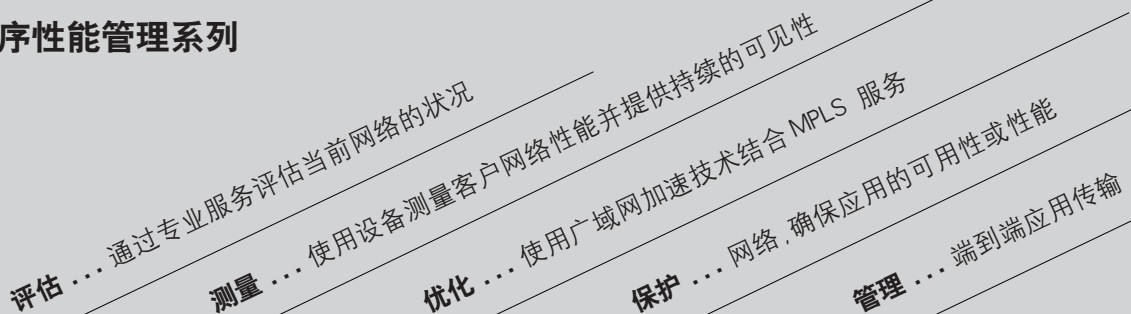 序性能管理系列
评估 ... 通过专业服务评估当前网络的状况
测量 ... 使用设备测量客户网络性能并提供持续的可见性
优化 ... 使用广域网加速技术结合 MPLS 服务
保护 ... 网络,确保应用的可用性或性能
管理 ... 端到端应用传输